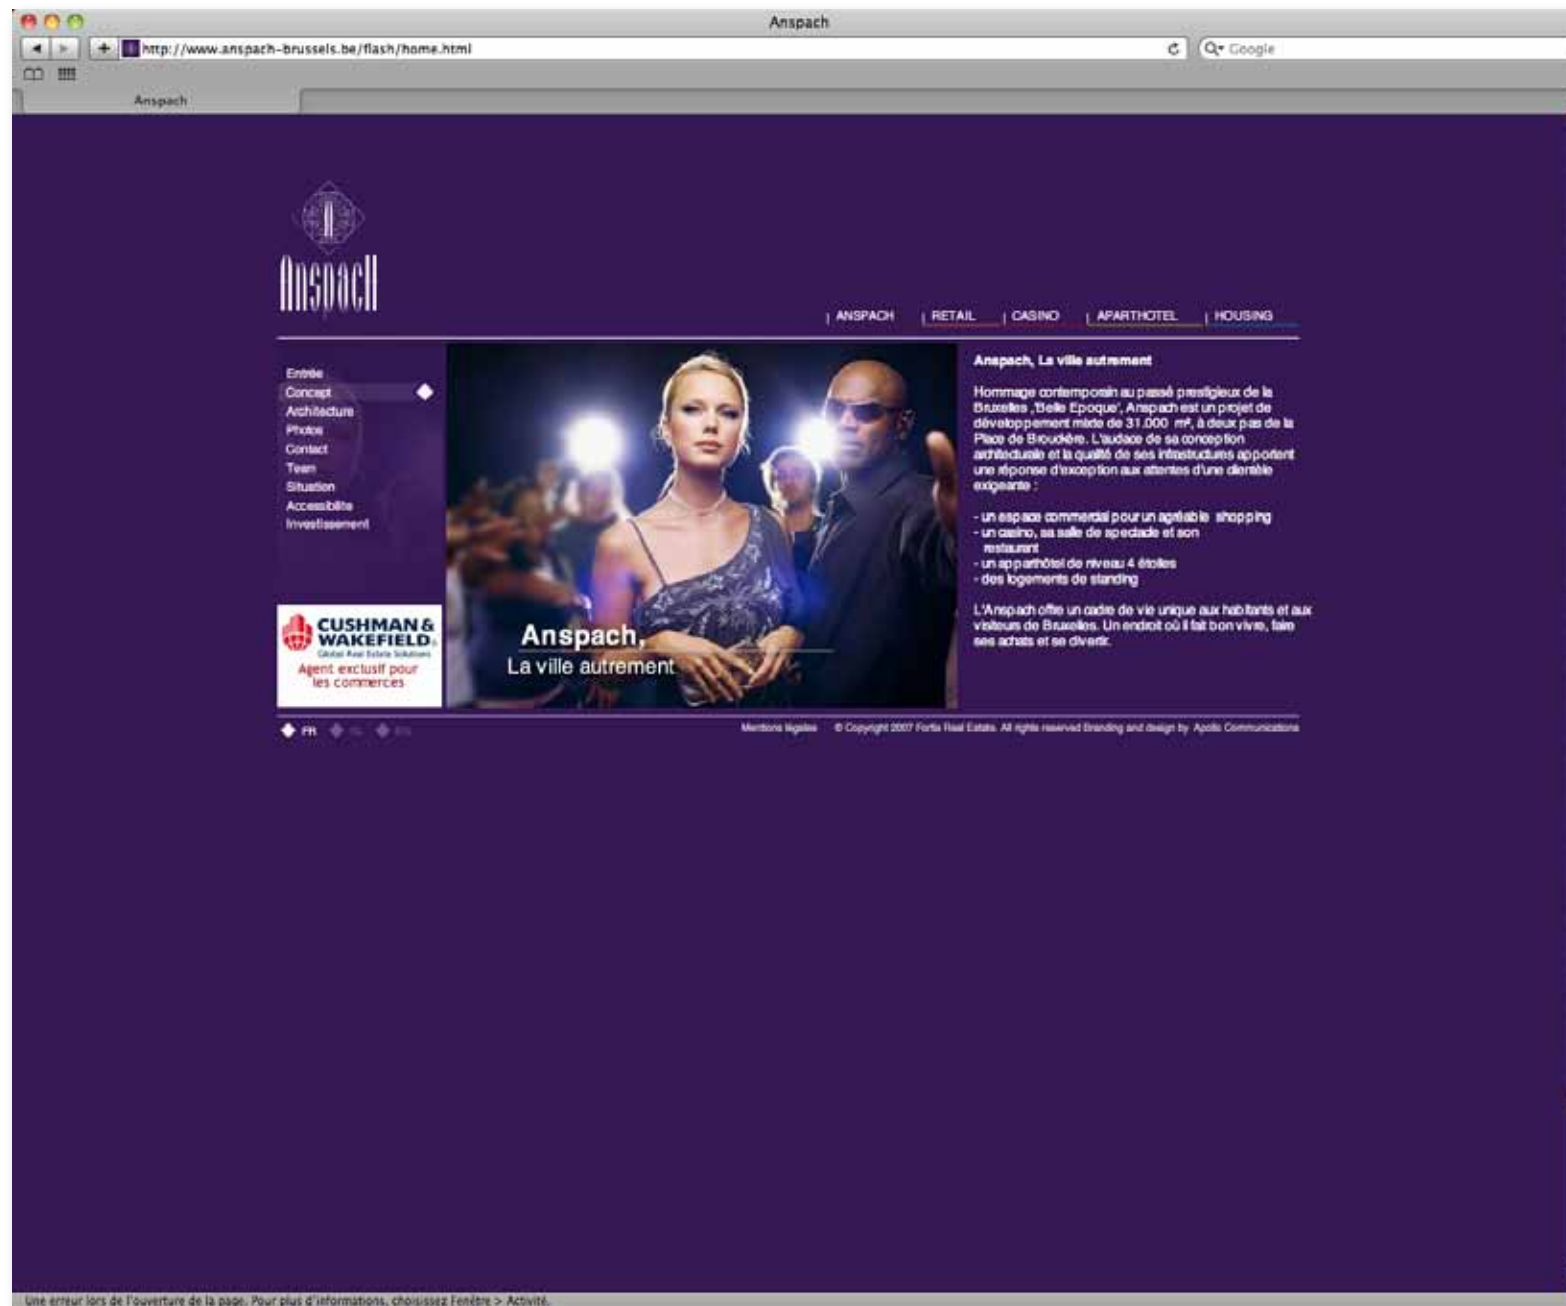 Anspach
http://www.anspach-brussels.be/flash/home.html
Google
Anspach
AnspacH
ANSPACH
RETAIL
CASINO
APARTHOTEL
HOUSING
Entrée
Concept
Architecture
Photos
Contact
Team
Situation
Accessibilite
Investissement
CUSHMAN &
WAKEFIELD®
Global Real Estate Solutions
Agent exclusif pour
les commerces
Anspach,
La ville autrement
Anspach, La ville autrement
Hommage contemporain au passé prestigieux de la
Bruxelles ,'Belle Epoque', Anspach est un projet de
développement mixte de 31.000 m², à deux pas de la
Place de Brouckère. L'audace de sa conception
architecturale et la qualité de ses infrastuctures apportent
une réponse d'exception aux attentes d'une clientèle
exigeante :
- un espace commercial pour un agréable shopping
- un casino, sa salle de spectacle et son
restaurant
- un apparthôtel de niveau 4 étoiles
- des logements de standing
L'Anspach offre un cadre de vie unique aux habitants et aux
visiteurs de Bruxelles. Un endroit où il fait bon vivre, faire
ses achats et se divertir.
FR
NL
EN
Mentions légales
© Copyright 2007 Fortis Real Estate. All rights reserved Branding and design by Apollo Communications
Une erreur lors de l'ouverture de la page. Pour plus d'informations, choisissez Fenêtre > Activité.